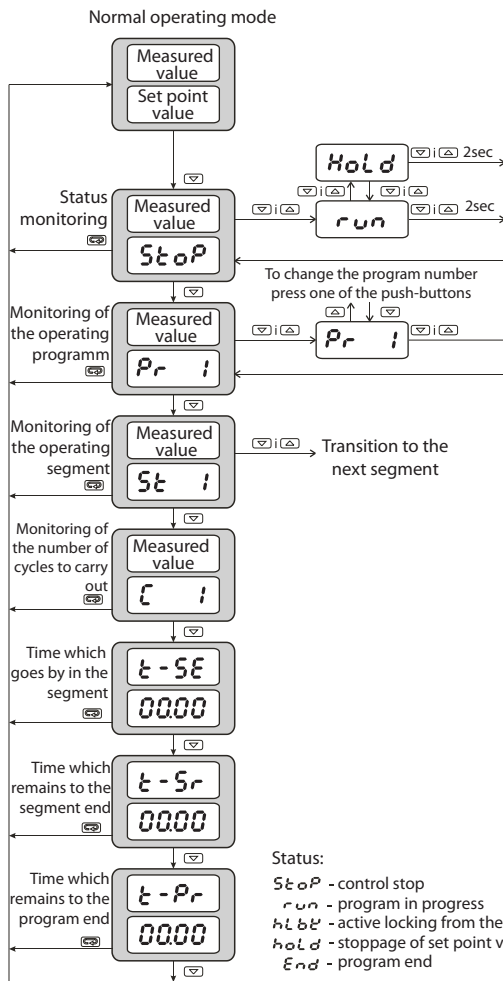 Normal operating mode
Measured
value
Set point
value
Status
monitoring
Measured
value
StoP
i
HoLd
i
2sec
i
i
run
i
2sec
To change the program number
press one of the push-buttons
Monitoring of
the operating
programm
Measured
value
Pr 1
i
Pr 1
i
Monitoring of
the operating
segment
Measured
value
St 1
i
Transition to the
next segment
Monitoring of
the number of
cycles to carry
out
Measured
value
C 1
Time which
goes by in the
segment
t-SE
00.00
Time which
remains to the
segment end
t-Sr
00.00
Time which
remains to the
program end
t-Pr
00.00
Status:
StoP - control stop
run - program in progress
- active locking from the
hoLd - stoppage of set point v
End - program end